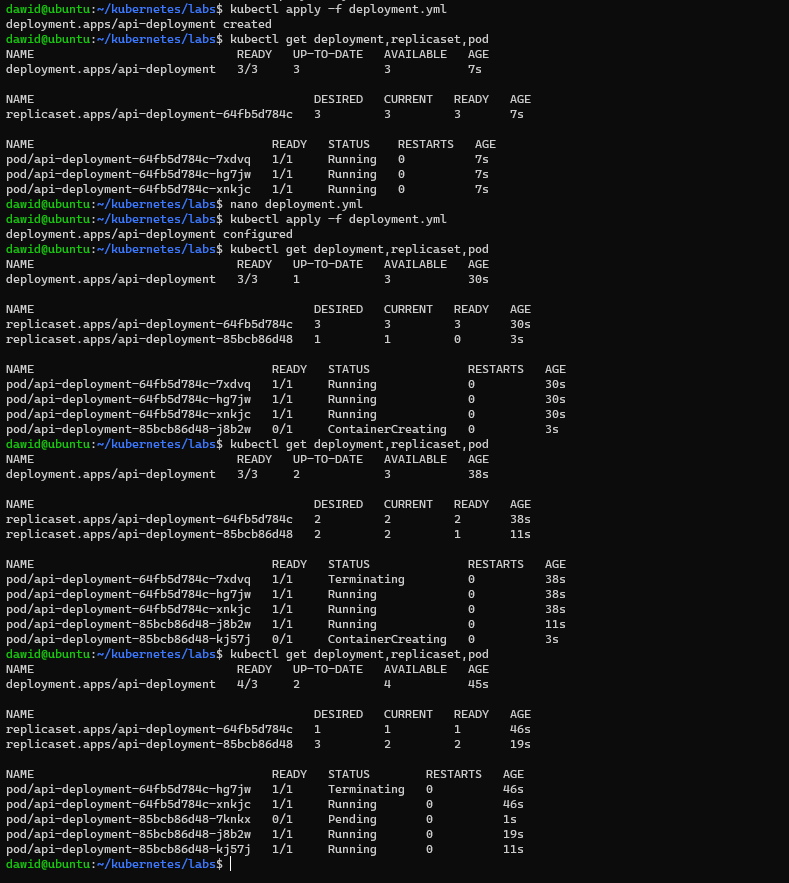 dawid@ubuntu:~/kubernetes/labs$ kubectl apply -f deployment.yml
deployment.apps/api-deployment created
dawid@ubuntu:~/kubernetes/labs$ kubectl get deployment,replicaset,pod
NAME                             READY   UP-TO-DATE   AVAILABLE   AGE
deployment.apps/api-deployment   3/3     3            3           7s
NAME                                        DESIRED   CURRENT   READY   AGE
replicaset.apps/api-deployment-64fb5d784c   3         3         3       7s
NAME                                  READY   STATUS    RESTARTS   AGE
pod/api-deployment-64fb5d784c-7xdvq   1/1     Running   0          7s
pod/api-deployment-64fb5d784c-hg7jw   1/1     Running   0          7s
pod/api-deployment-64fb5d784c-xnkjc   1/1     Running   0          7s
dawid@ubuntu:~/kubernetes/labs$ nano deployment.yml
dawid@ubuntu:~/kubernetes/labs$ kubectl apply -f deployment.yml
deployment.apps/api-deployment configured
dawid@ubuntu:~/kubernetes/labs$ kubectl get deployment,replicaset,pod
NAME                             READY   UP-TO-DATE   AVAILABLE   AGE
deployment.apps/api-deployment   3/3     1            3           30s
NAME                                        DESIRED   CURRENT   READY   AGE
replicaset.apps/api-deployment-64fb5d784c   3         3         3       30s
replicaset.apps/api-deployment-85bcb86d48   1         1         0       3s
NAME                                  READY   STATUS              RESTARTS   AGE
pod/api-deployment-64fb5d784c-7xdvq   1/1     Running             0          30s
pod/api-deployment-64fb5d784c-hg7jw   1/1     Running             0          30s
pod/api-deployment-64fb5d784c-xnkjc   1/1     Running             0          30s
pod/api-deployment-85bcb86d48-j8b2w   0/1     ContainerCreating   0          3s
dawid@ubuntu:~/kubernetes/labs$ kubectl get deployment,replicaset,pod
NAME                             READY   UP-TO-DATE   AVAILABLE   AGE
deployment.apps/api-deployment   3/3     2            3           38s
NAME                                        DESIRED   CURRENT   READY   AGE
replicaset.apps/api-deployment-64fb5d784c   2         2         2       38s
replicaset.apps/api-deployment-85bcb86d48   2         2         1       11s
NAME                                  READY   STATUS              RESTARTS   AGE
pod/api-deployment-64fb5d784c-7xdvq   1/1     Terminating         0          38s
pod/api-deployment-64fb5d784c-hg7jw   1/1     Running             0          38s
pod/api-deployment-64fb5d784c-xnkjc   1/1     Running             0          38s
pod/api-deployment-85bcb86d48-j8b2w   1/1     Running             0          11s
pod/api-deployment-85bcb86d48-kj57j   0/1     ContainerCreating   0          3s
dawid@ubuntu:~/kubernetes/labs$ kubectl get deployment,replicaset,pod
NAME                             READY   UP-TO-DATE   AVAILABLE   AGE
deployment.apps/api-deployment   4/3     2            4           45s
NAME                                        DESIRED   CURRENT   READY   AGE
replicaset.apps/api-deployment-64fb5d784c   1         1         1       46s
replicaset.apps/api-deployment-85bcb86d48   3         2         2       19s
NAME                                  READY   STATUS        RESTARTS   AGE
pod/api-deployment-64fb5d784c-hg7jw   1/1     Terminating   0          46s
pod/api-deployment-64fb5d784c-xnkjc   1/1     Running       0          46s
pod/api-deployment-85bcb86d48-7knkx   0/1     Pending       0          1s
pod/api-deployment-85bcb86d48-j8b2w   1/1     Running       0          19s
pod/api-deployment-85bcb86d48-kj57j   1/1     Running       0          11s
dawid@ubuntu:~/kubernetes/labs$